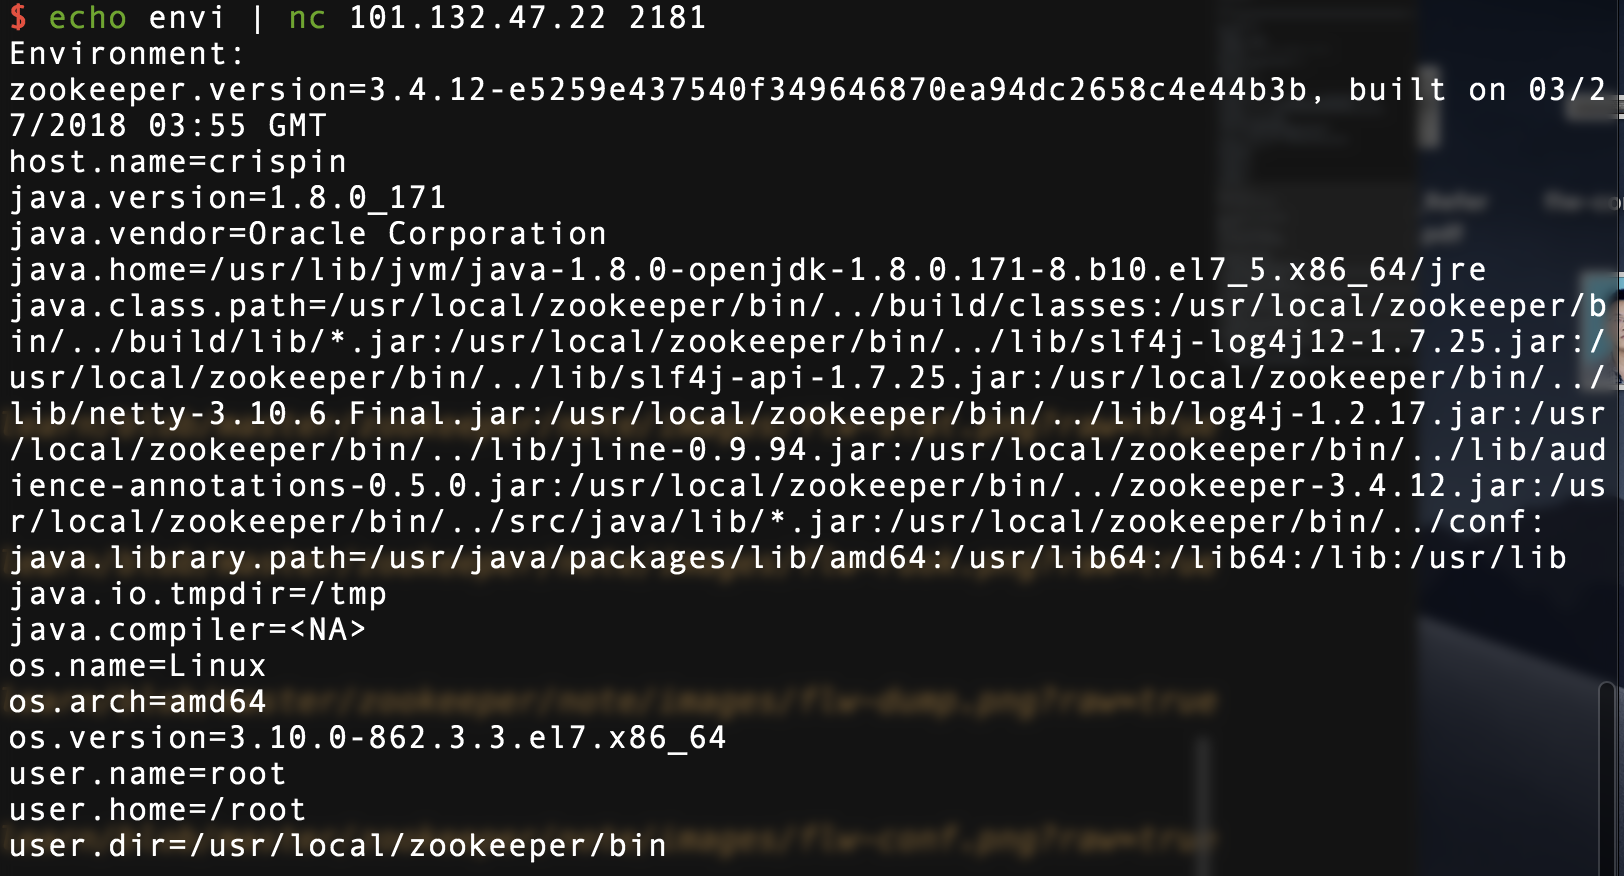 $ echo envi | nc 101.132.47.22 2181
Environment:
zookeeper.version=3.4.12-e5259e437540f349646870ea94dc2658c4e44b3b, built on 03/2
7/2018 03:55 GMT
host.name=crispin
java.version=1.8.0_171
java.vendor=Oracle Corporation
java.home=/usr/lib/jvm/java-1.8.0-openjdk-1.8.0.171-8.b10.el7_5.x86_64/jre
java.class.path=/usr/local/zookeeper/bin/../build/classes:/usr/local/zookeeper/b
in/../build/lib/*.jar:/usr/local/zookeeper/bin/../lib/slf4j-log4j12-1.7.25.jar:/
usr/local/zookeeper/bin/../lib/slf4j-api-1.7.25.jar:/usr/local/zookeeper/bin/../
lib/netty-3.10.6.Final.jar:/usr/local/zookeeper/bin/../lib/log4j-1.2.17.jar:/usr
/local/zookeeper/bin/../lib/jline-0.9.94.jar:/usr/local/zookeeper/bin/../lib/aud
ience-annotations-0.5.0.jar:/usr/local/zookeeper/bin/../zookeeper-3.4.12.jar:/us
r/local/zookeeper/bin/../src/java/lib/*.jar:/usr/local/zookeeper/bin/../conf:
java.library.path=/usr/java/packages/lib/amd64:/usr/lib64:/lib64:/lib:/usr/lib
java.io.tmpdir=/tmp
java.compiler=<NA>
os.name=Linux
os.arch=amd64
os.version=3.10.0-862.3.3.el7.x86_64
user.name=root
user.home=/root
user.dir=/usr/local/zookeeper/bin